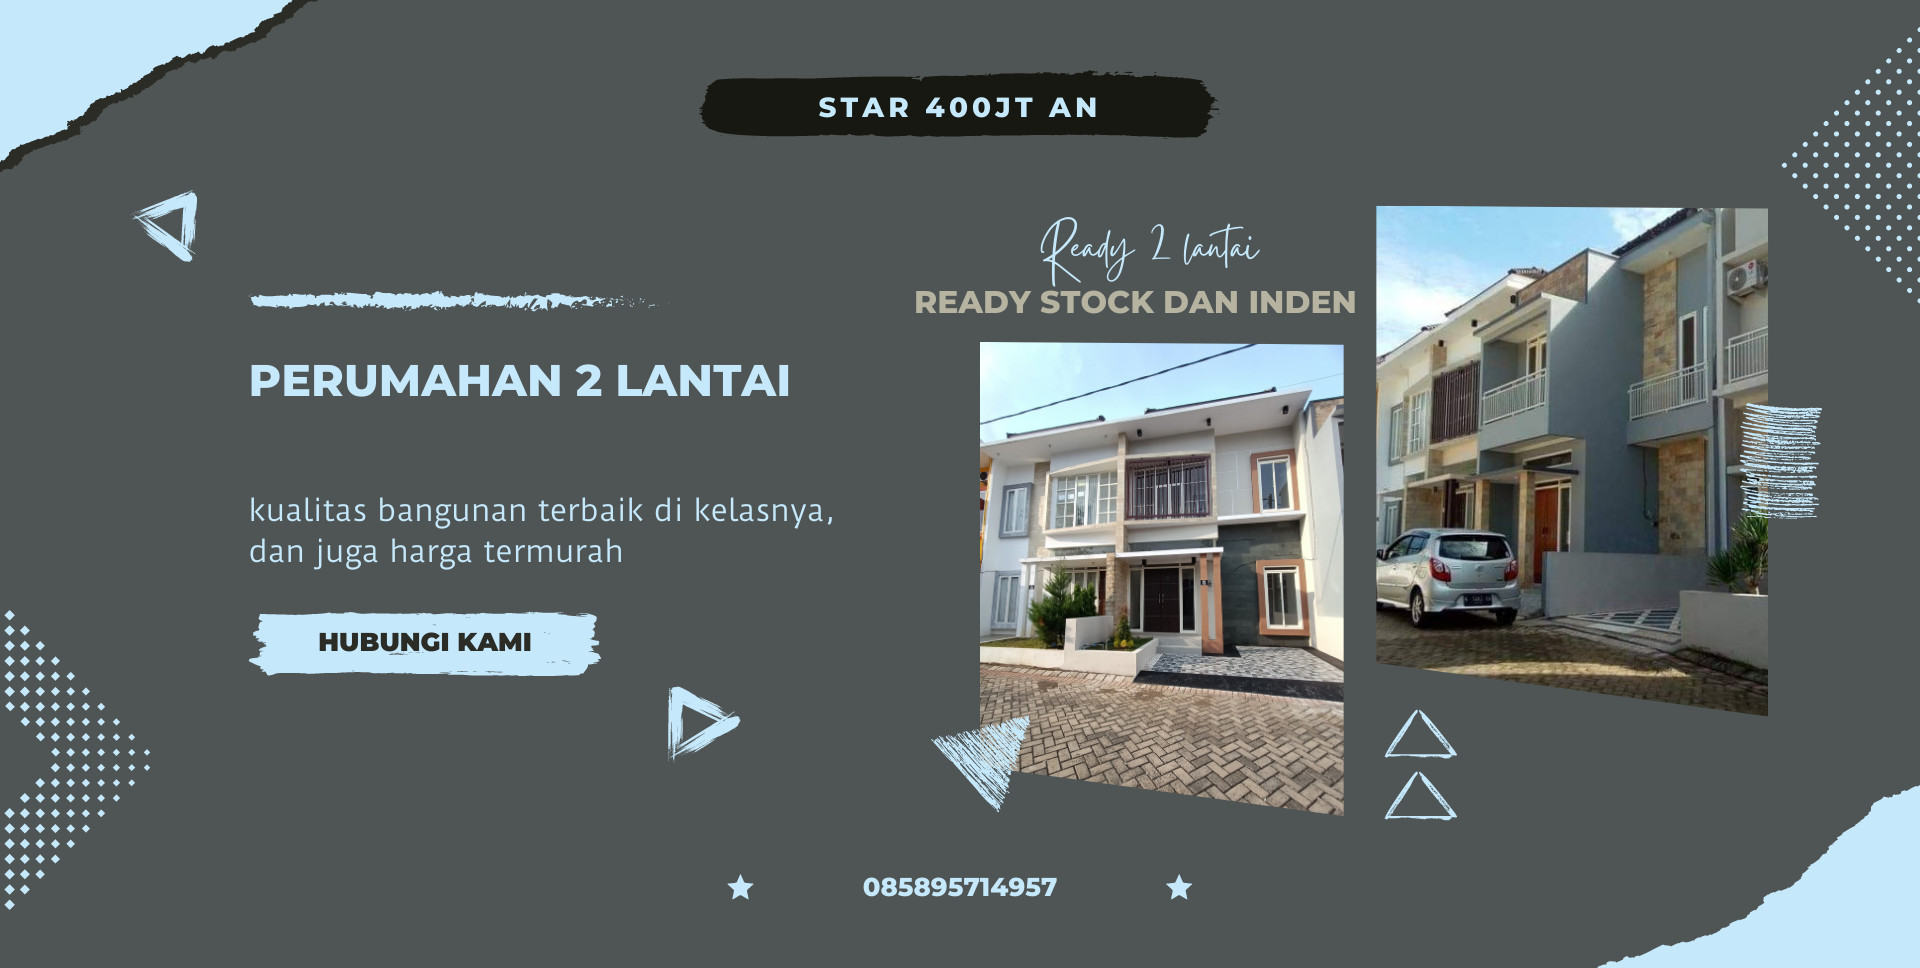 STAR 400JT AN
Ready 2 lantai
READY STOCK DAN INDEN
PERUMAHAN 2 LANTAI
kualitas bangunan terbaik di kelasnya,
dan juga harga termurah
HUBUNGI KAMI
085895714957